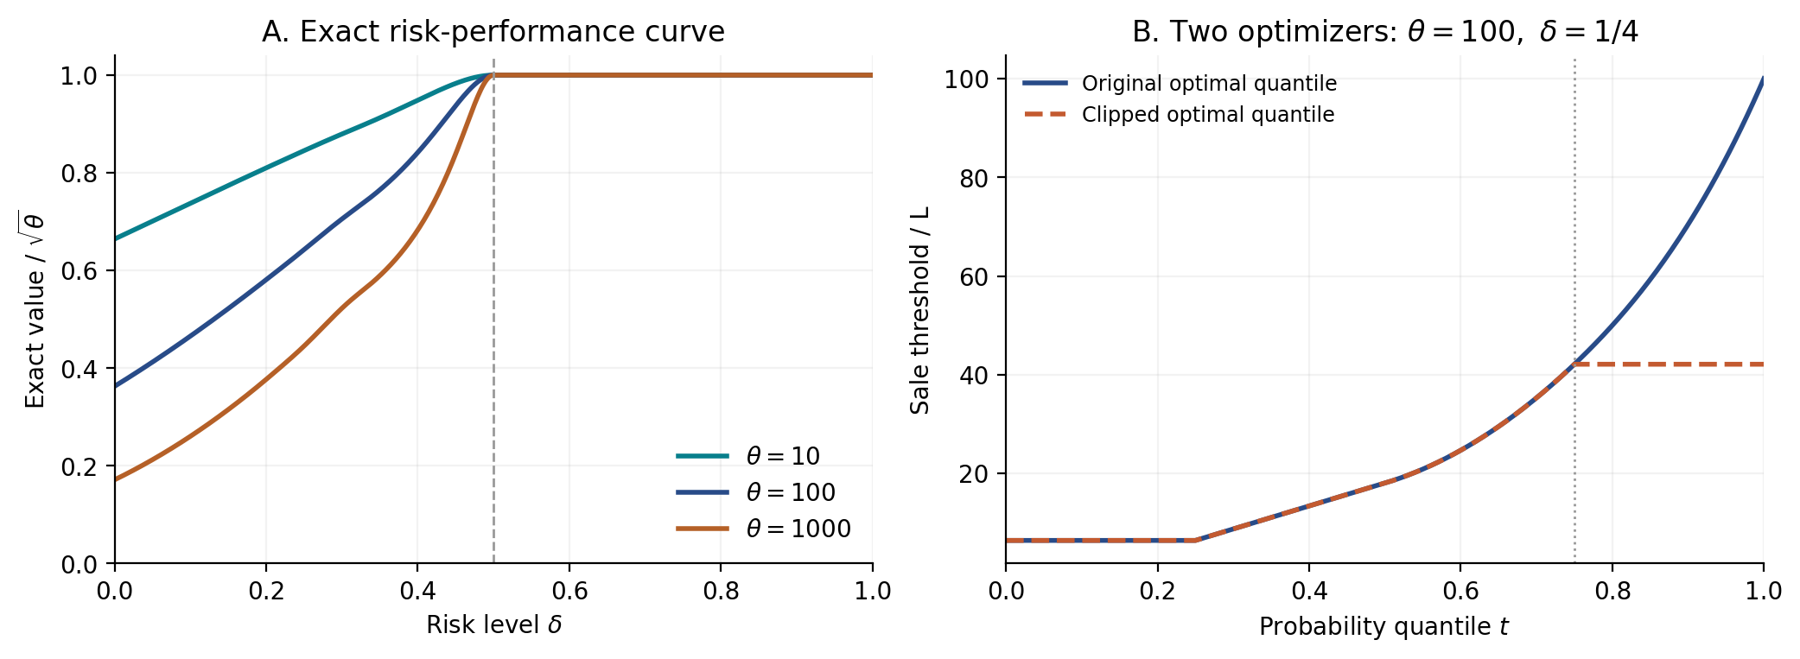 A. Exact risk-performance curve
Exact value / √θ
1.0
0.8
0.6
0.4
0.2
0.0
θ = 10
θ = 100
θ = 1000
0.0 0.2 0.4 0.6 0.8 1.0
Risk level δ
B. Two optimizers: θ = 100, δ = 1/4
Sale threshold / L
100
80
60
40
20
Original optimal quantile
Clipped optimal quantile
0.0 0.2 0.4 0.6 0.8 1.0
Probability quantile t